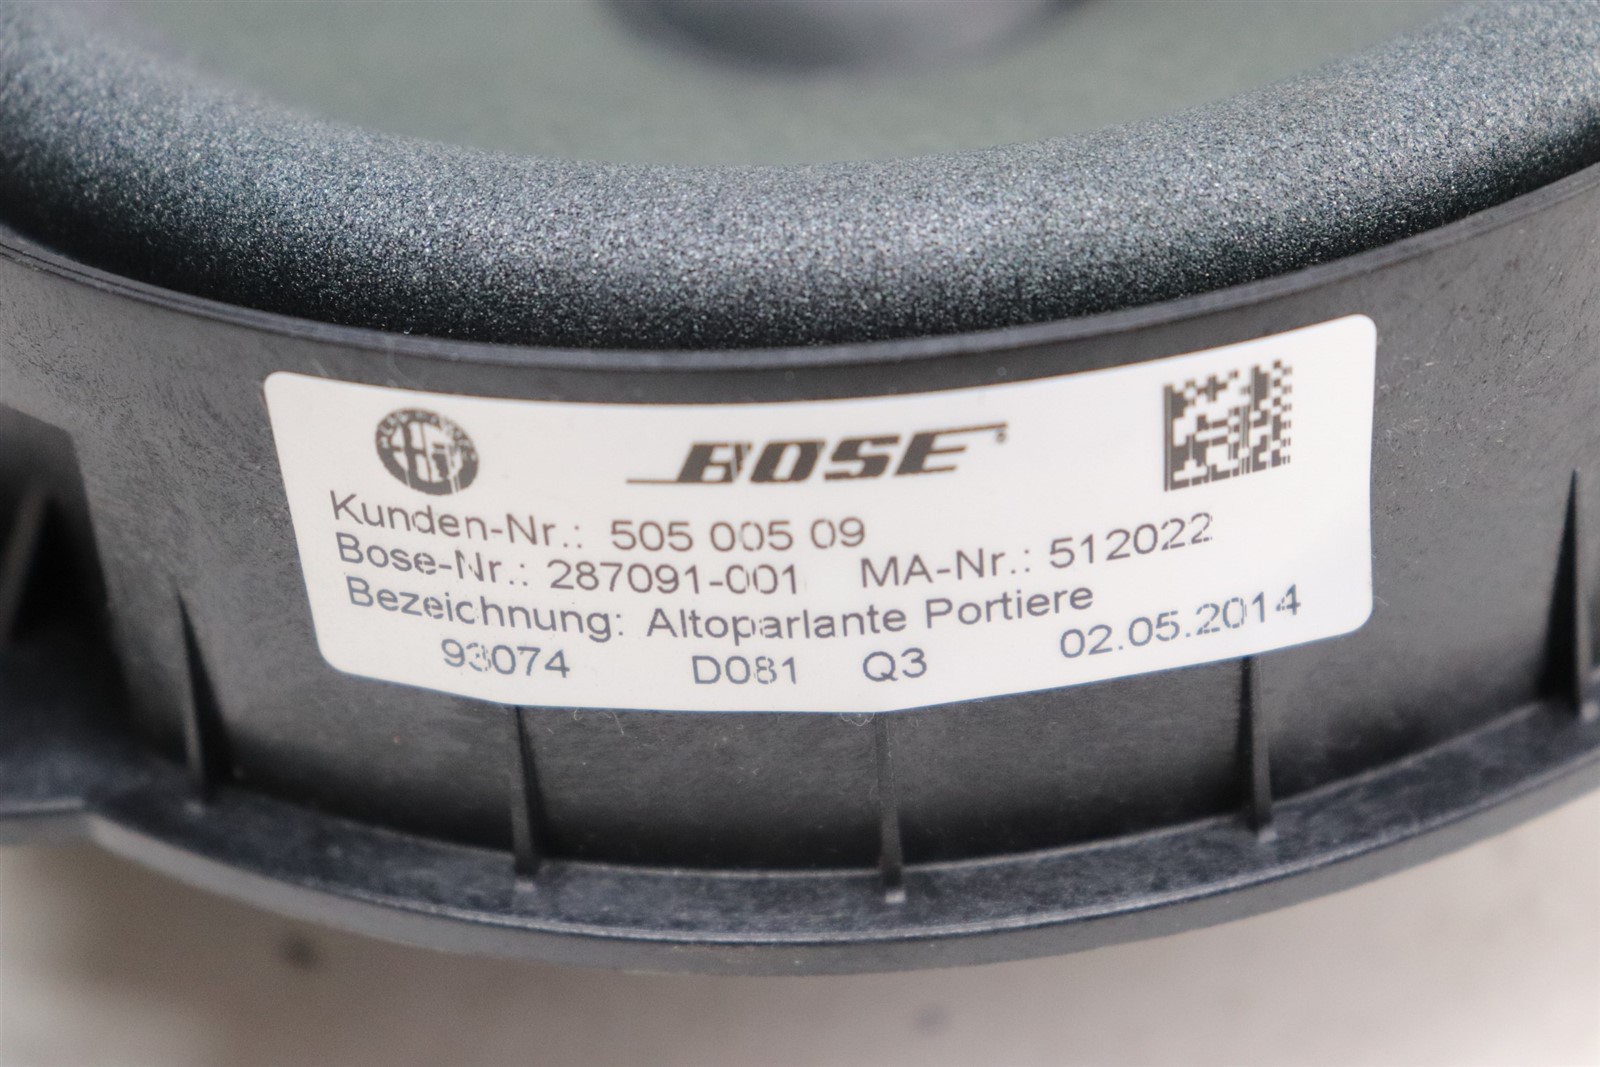 BOSE
Kunden-Nr.: 505 005 09
Bose-Nr.: 287091-001 MA-Nr.: 512022
Bezeichnung: Altoparlante Portiere
93074 D081 Q3 02.05.2014